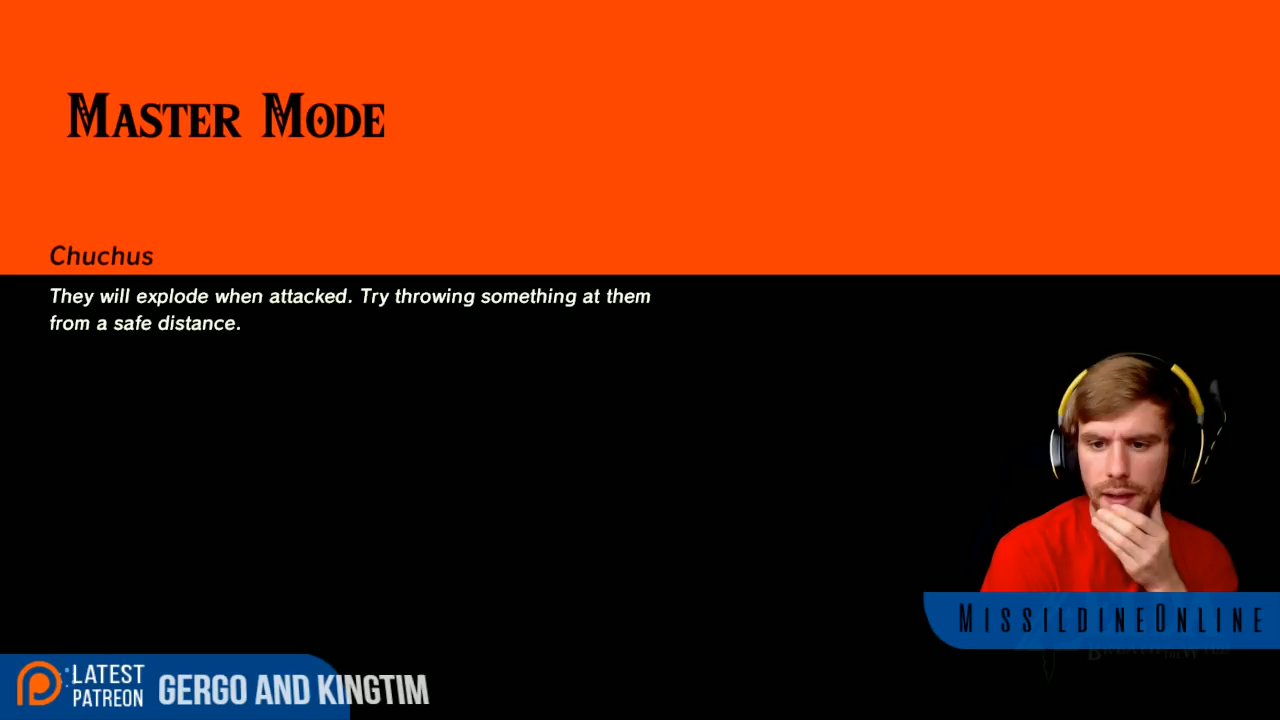 Master Mode
Chuchus
They will explode when attacked. Try throwing something at them
from a safe distance.
MissildineOnline
LATEST
PATREON
GERGO AND KINGTIM